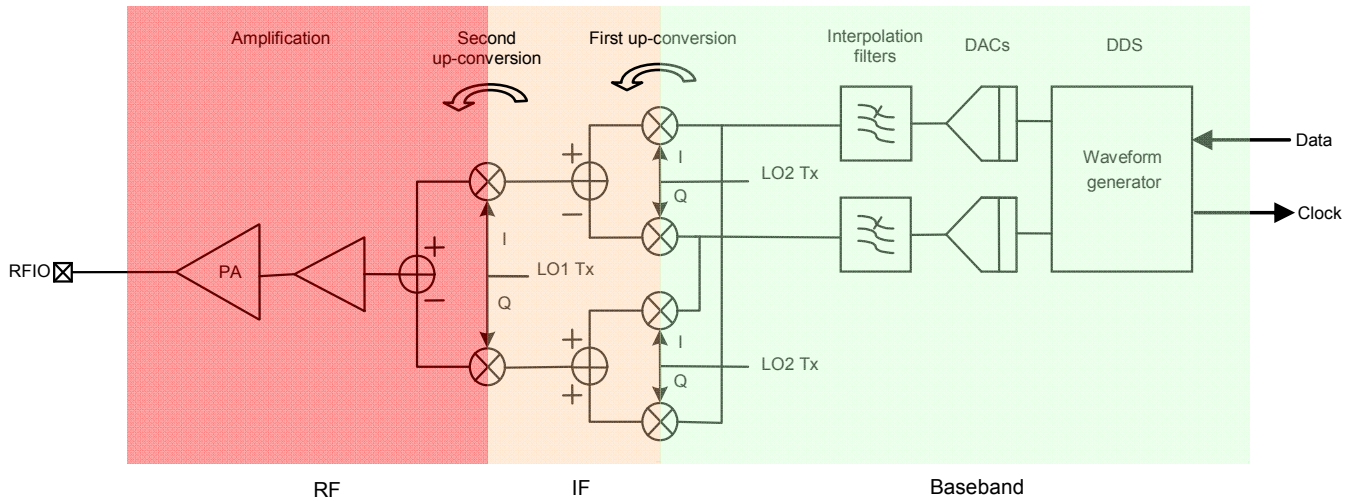 Amplification
Second
up-conversion
First up-conversion
Interpolation
filters
DACs
DDS
Data
Clock
Waveform
generator
I
Q
LO2 Tx
+
−
I
Q
LO1 Tx
+
−
PA
RFIO
+
+
I
Q
LO2 Tx
RF
IF
Baseband